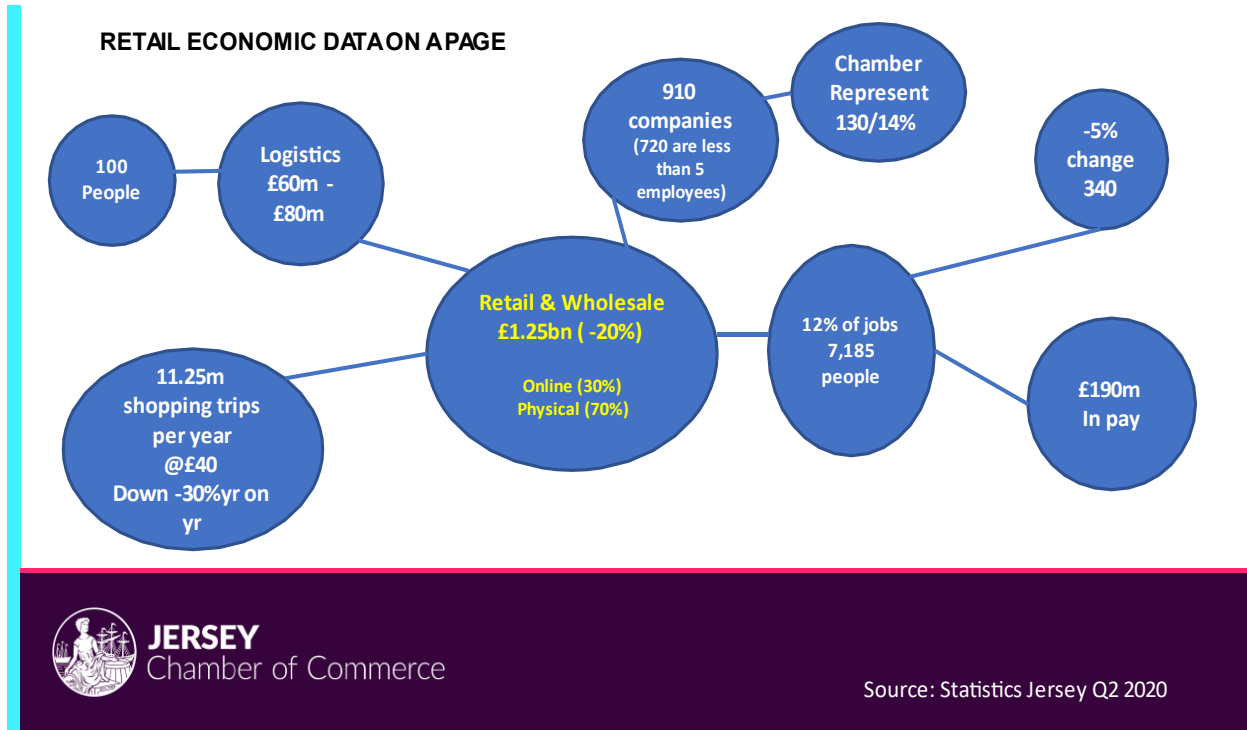 RETAIL ECONOMIC DATAON APAGE
100
People
Logistics
£60m -
£80m
910
companies
(720 are less
than 5
employees)
Chamber
Represent
130/14%
-5%
change
340
Retail & Wholesale
£1.25bn ( -20%)
Online (30%)
Physical (70%)
12% of jobs
7,185
people
£190m
In pay
11.25m
shopping trips
per year
@£40
Down -30%yr on
yr
JERSEY
Chamber of Commerce
Source: Statistics Jersey Q2 2020